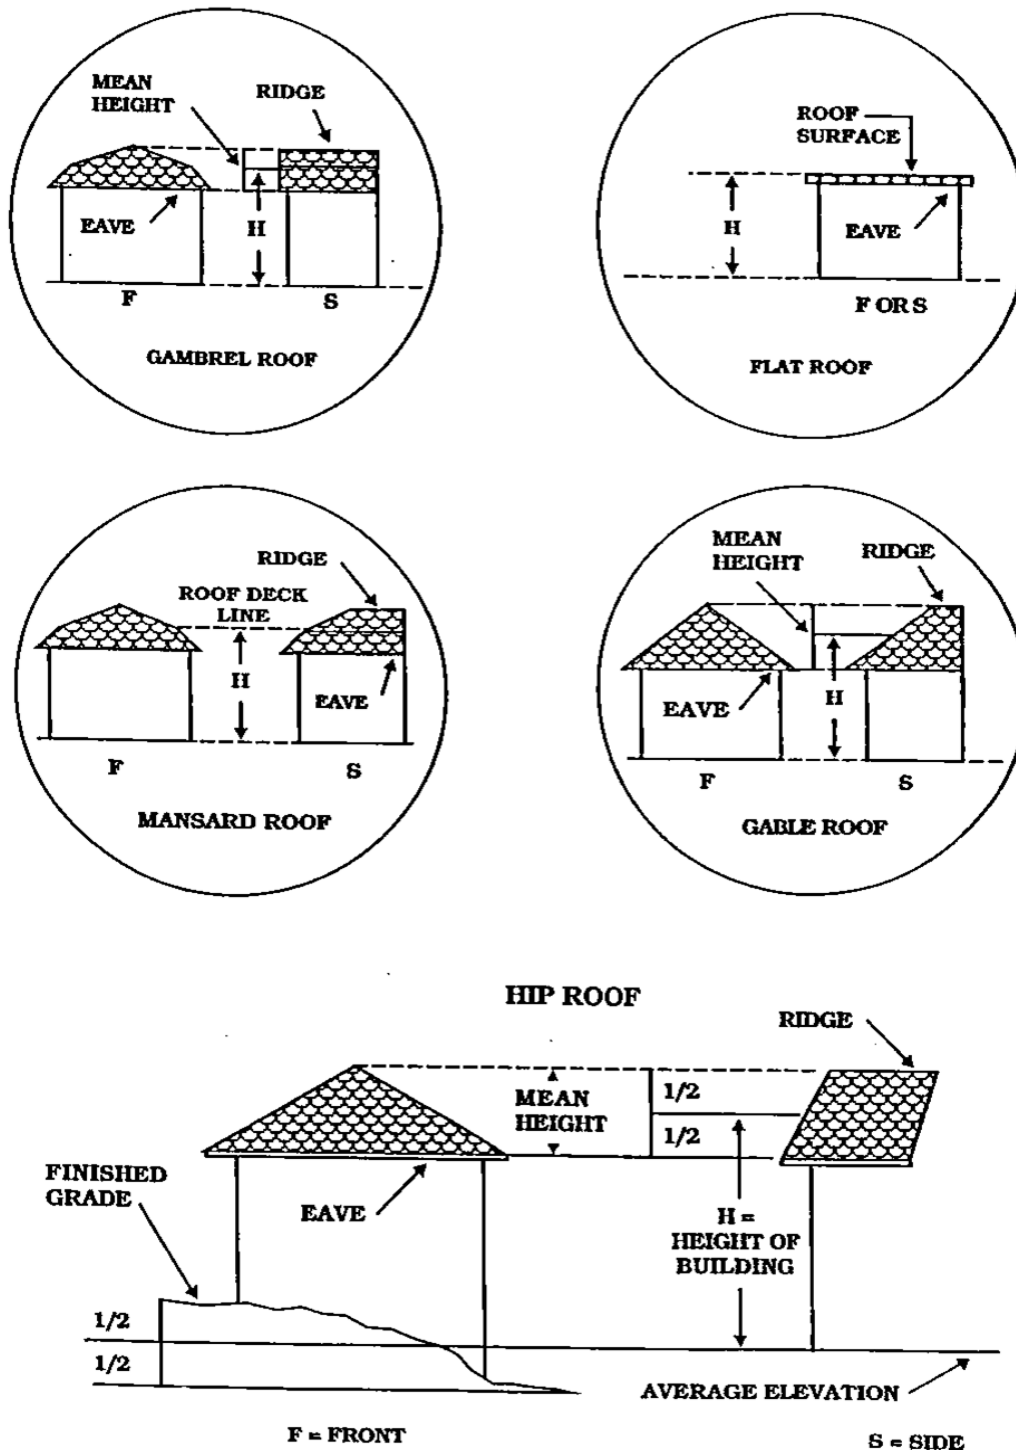 MEAN
HEIGHT
RIDGE
EAVE
H
F
S
GAMBREL ROOF
ROOF
SURFACE
H
EAVE
F OR S
FLAT ROOF
RIDGE
ROOF DECK
LINE
H
EAVE
F
S
MANSARD ROOF
MEAN
HEIGHT
RIDGE
EAVE
H
F
S
GABLE ROOF
HIP ROOF
RIDGE
MEAN
HEIGHT
1/2
1/2
FINISHED
GRADE
EAVE
H =
HEIGHT OF
BUILDING
1/2
1/2
AVERAGE ELEVATION
F = FRONT
S = SIDE